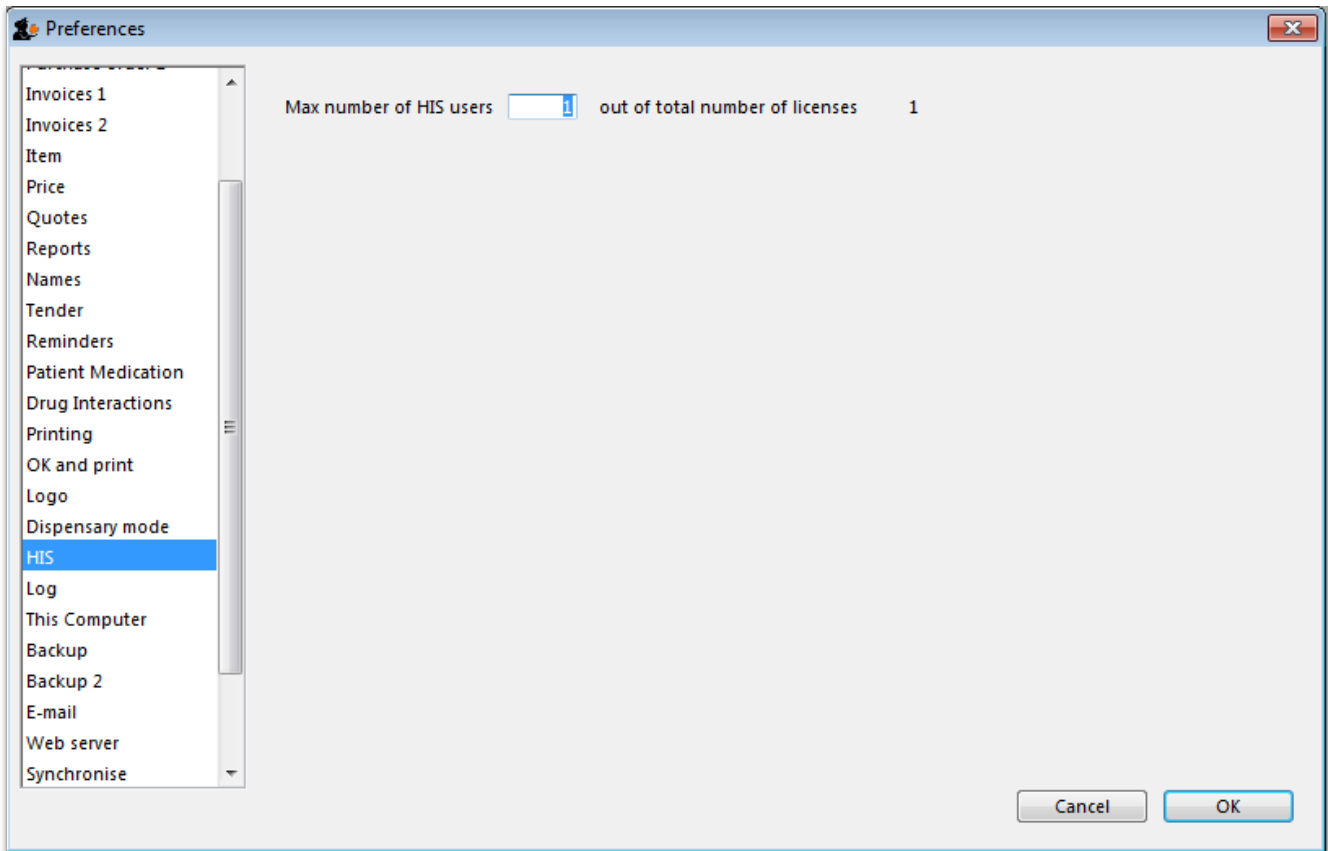 Preferences
Invoices 1
Invoices 2
Item
Price
Quotes
Reports
Names
Tender
Reminders
Patient Medication
Drug Interactions
Printing
OK and print
Logo
Dispensary mode
HIS
Log
This Computer
Backup
Backup 2
E-mail
Web server
Synchronise
Max number of HIS users 1 out of total number of licenses 1
Cancel OK